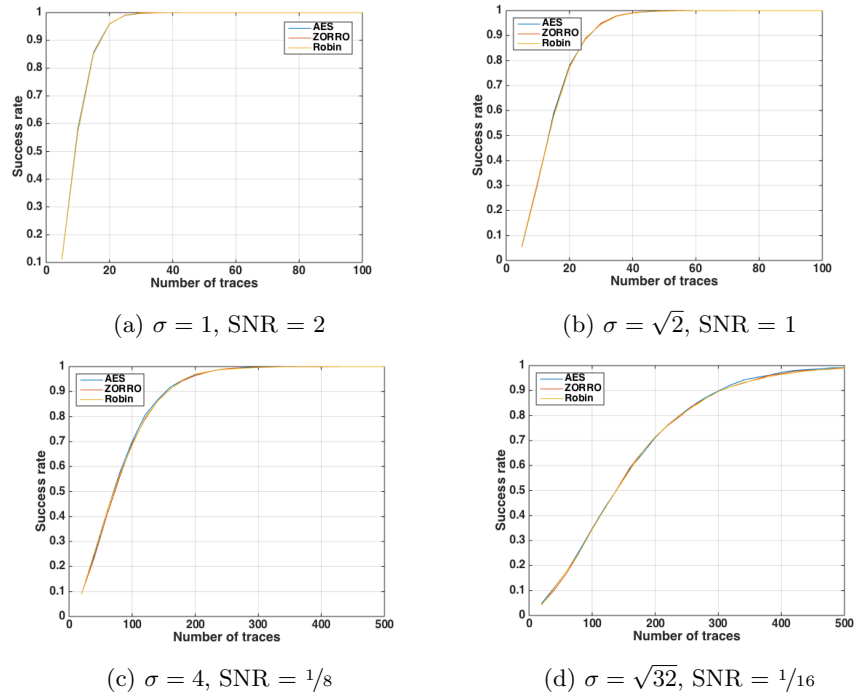 1
0.9
0.8
0.7
0.6
0.5
0.4
0.3
0.2
0.1
Success rate
AES
ZORRO
Robin
0 20 40 60 80 100
Number of traces
(a) σ = 1, SNR = 2
1
0.9
0.8
0.7
0.6
0.5
0.4
0.3
0.2
0.1
0
Success rate
AES
ZORRO
Robin
0 20 40 60 80 100
Number of traces
(b) σ = √2, SNR = 1
1
0.9
0.8
0.7
0.6
0.5
0.4
0.3
0.2
0.1
0
Success rate
AES
ZORRO
Robin
0 100 200 300 400 500
Number of traces
(c) σ = 4, SNR = 1/8
1
0.9
0.8
0.7
0.6
0.5
0.4
0.3
0.2
0.1
0
Success rate
AES
ZORRO
Robin
0 100 200 300 400 500
Number of traces
(d) σ = √32, SNR = 1/16